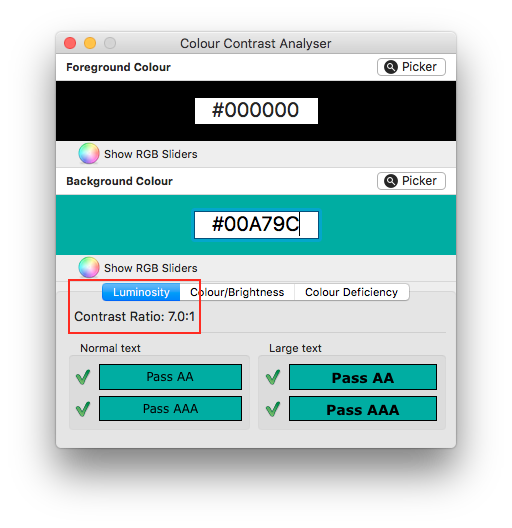 Colour Contrast Analyser
Foreground Colour
Picker
#000000
Show RGB Sliders
Background Colour
Picker
#00A79C
Show RGB Sliders
Luminosity
Colour/Brightness
Colour Deficiency
Contrast Ratio: 7.0:1
Normal text
Large text
Pass AA
Pass AA
Pass AAA
Pass AAA